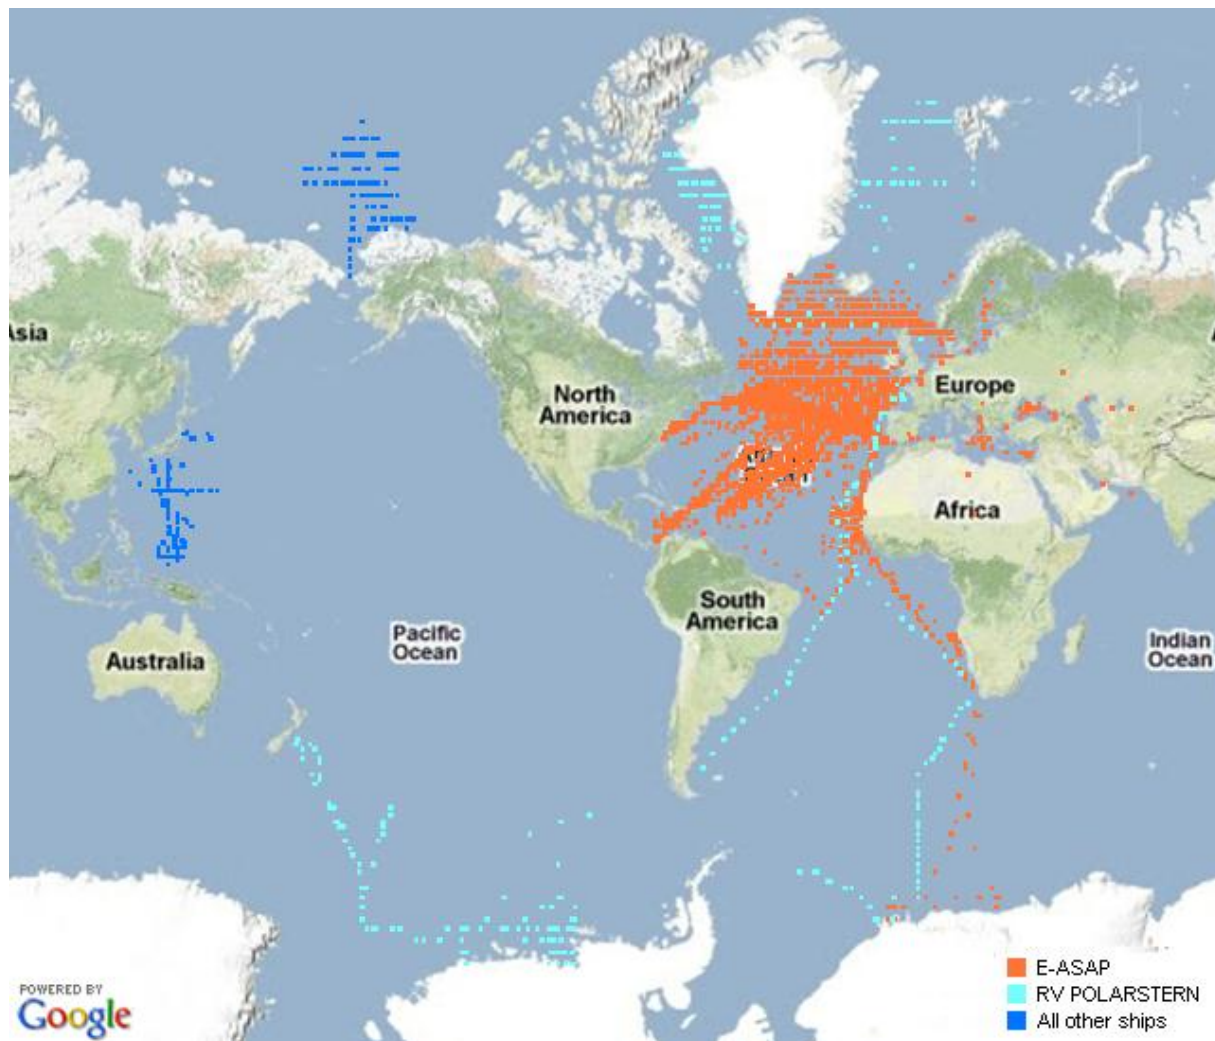 Asia
North
America
Europe
Africa
South
America
Pacific
Ocean
Indian
Ocean
Australia
POWERED BY
Google
E-ASAP
RV POLARSTERN
All other ships